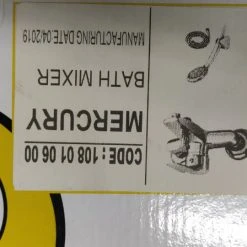 CODE : 108 01 06 00
MERCURY
BATH MIXER
MANUFACTURING DATE:04/2019